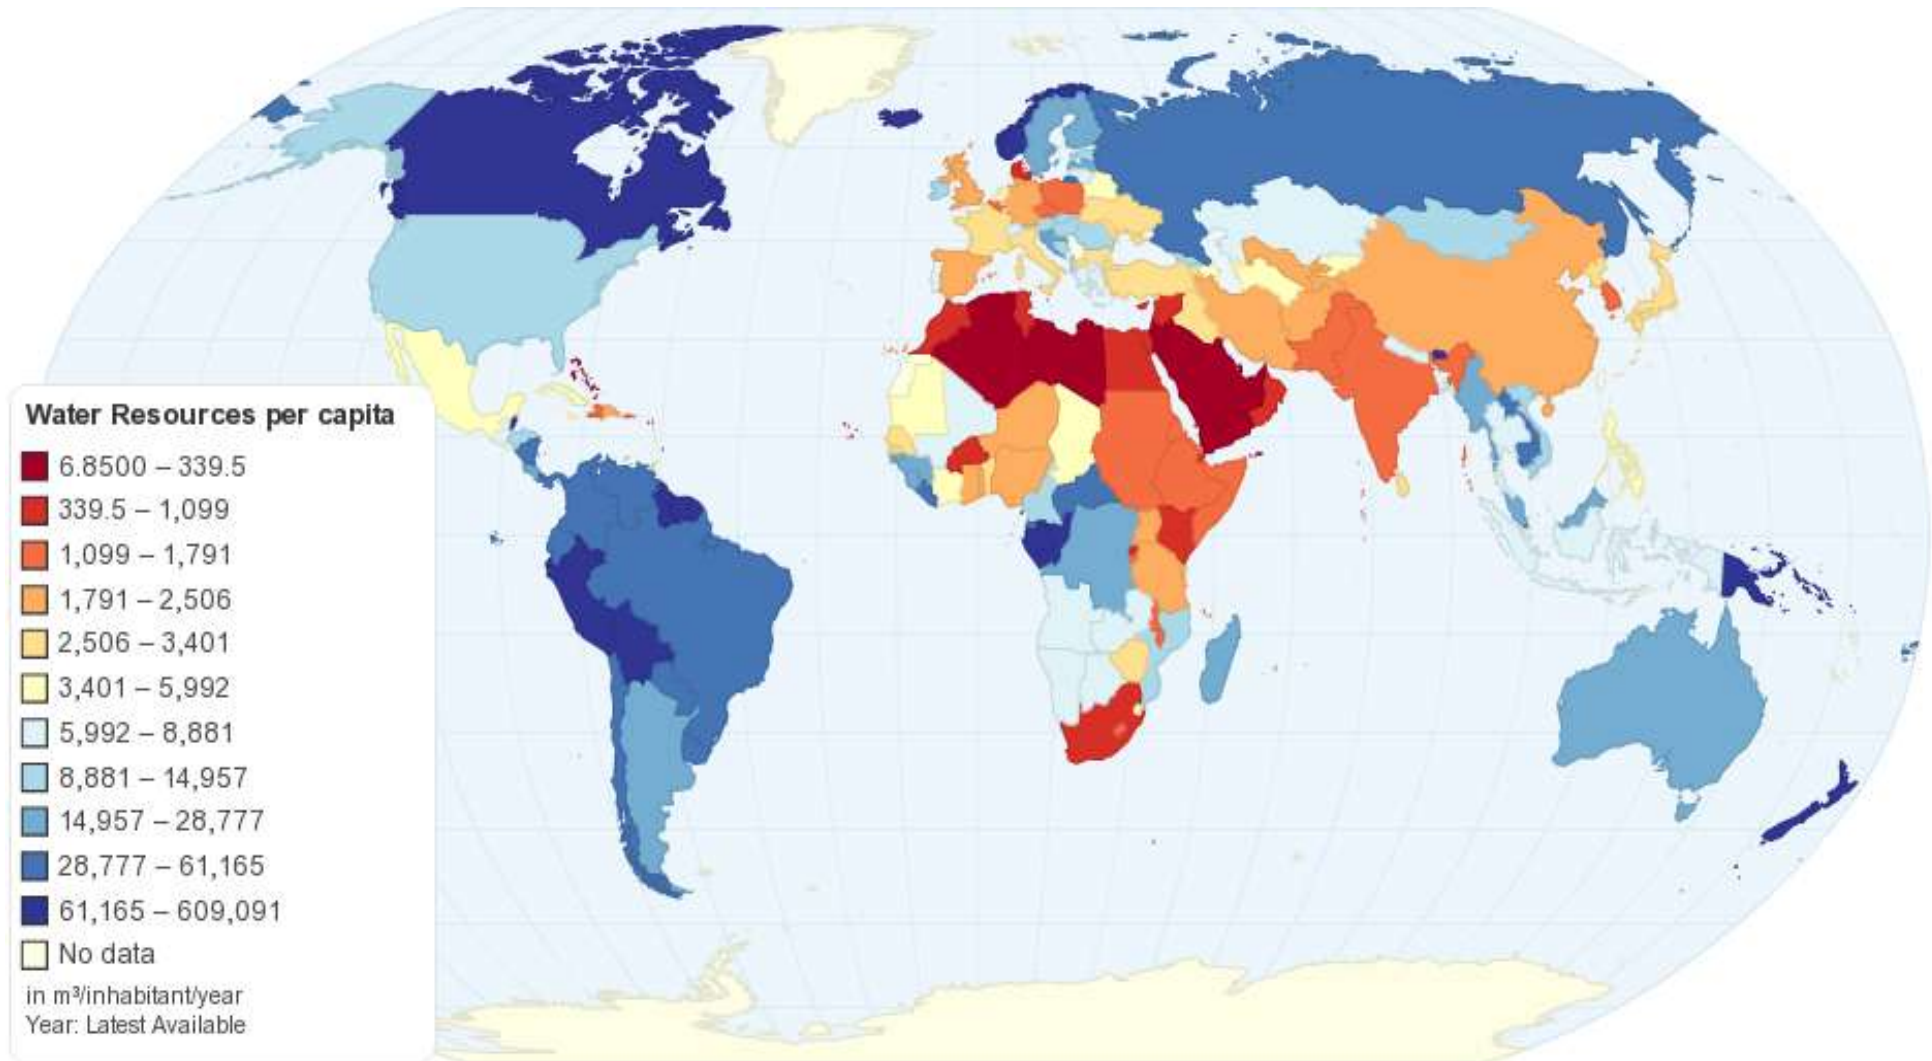 Water Resources per capita
6.8500 – 339.5
339.5 – 1,099
1,099 – 1,791
1,791 – 2,506
2,506 – 3,401
3,401 – 5,992
5,992 – 8,881
8,881 – 14,957
14,957 – 28,777
28,777 – 61,165
61,165 – 609,091
No data
in m³/inhabitant/year
Year: Latest Available